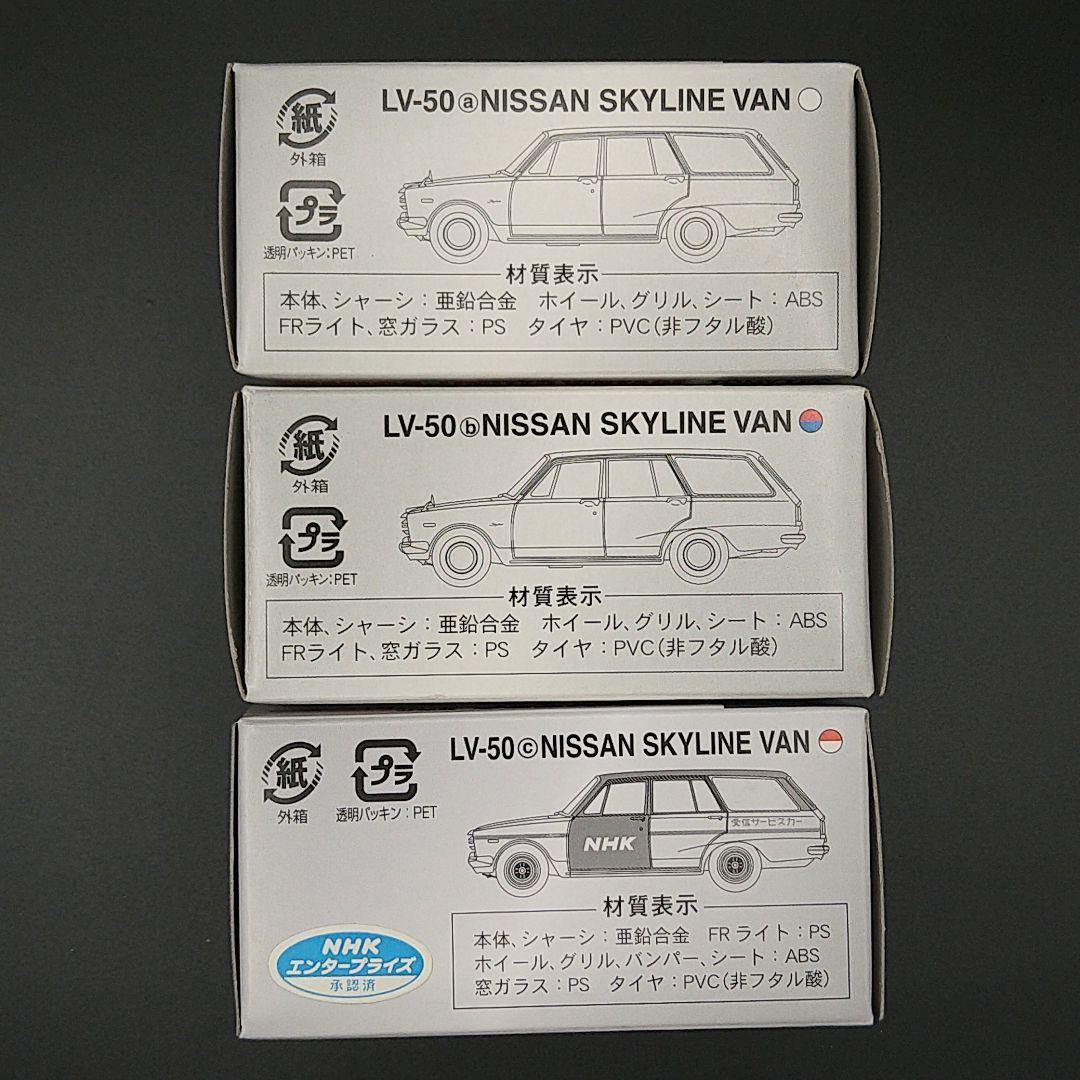 LV-50ⓐNISSAN SKYLINE VAN
紙
外箱
プラ
透明パッキン:PET
材質表示
本体、シャーシ:亜鉛合金 ホイール、グリル、シート:ABS
FRライト、窓ガラス:PS タイヤ:PVC(非フタル酸)
LV-50ⓑNISSAN SKYLINE VAN
紙
外箱
プラ
透明パッキン:PET
材質表示
本体、シャーシ:亜鉛合金 ホイール、グリル、シート:ABS
FRライト、窓ガラス:PS タイヤ:PVC(非フタル酸)
LV-50ⓒNISSAN SKYLINE VAN
紙
外箱
プラ
透明パッキン:PET
受信サービスカー
NHK
材質表示
本体、シャーシ:亜鉛合金 FRライト:PS
ホイール、グリル、バンパー、シート:ABS
窓ガラス:PS タイヤ:PVC(非フタル酸)
NHK
エンタープライズ
承認済